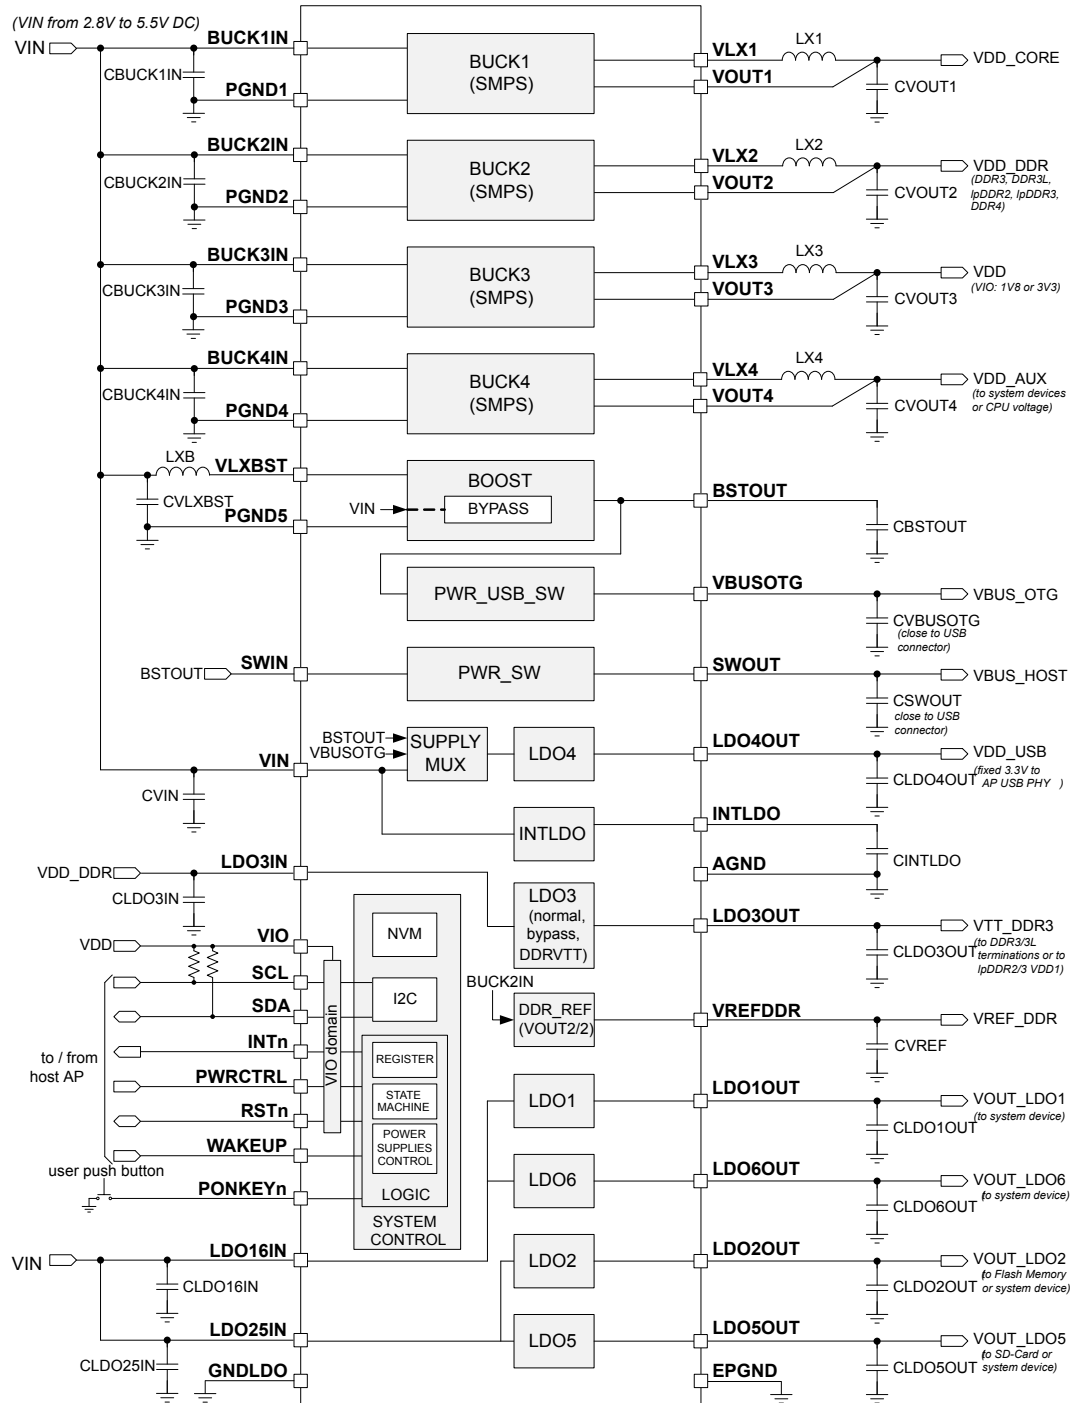 (VIN from 2.8V to 5.5V DC)
VIN
BUCK1IN
CBUCK1IN
PGND1
BUCK1
(SMPS)
VLX1
LX1
VOUT1
VDD_CORE
CVOUT1
BUCK2IN
CBUCK2IN
PGND2
BUCK2
(SMPS)
VLX2
LX2
VOUT2
VDD_DDR
(DDR3, DDR3L,
lpDDR2, lpDDR3,
DDR4)
CVOUT2
BUCK3IN
CBUCK3IN
PGND3
BUCK3
(SMPS)
VLX3
LX3
VOUT3
VDD
(VIO: 1V8 or 3V3)
CVOUT3
BUCK4IN
CBUCK4IN
PGND4
BUCK4
(SMPS)
VLX4
LX4
VOUT4
VDD_AUX
(to system devices
or CPU voltage)
CVOUT4
LXB
VLXBST
CVLXBST
PGND5
BOOST
VIN
BYPASS
BSTOUT
CBSTOUT
PWR_USB_SW
VBUSOTG
VBUS_OTG
CVBUSOTG
(close to USB
connector)
BSTOUT
SWIN
PWR_SW
SWOUT
VBUS_HOST
CSWOUT
close to USB
connector)
BSTOUT
VBUSOTG
VIN
CVIN
SUPPLY
MUX
LDO4
LDO4OUT
VDD_USB
(fixed 3.3V to
AP USB PHY )
CLDO4OUT
INTLDO
INTLDO
AGND
CINTLDO
VDD_DDR
LDO3IN
CLDO3IN
LDO3
(normal,
bypass,
DDRVTT)
LDO3OUT
VTT_DDR3
(to DDR3/3L
terminations or to
lpDDR2/3 VDD1)
CLDO3OUT
VDD
VIO
SCL
SDA
INTn
PWRCTRL
RSTn
WAKEUP
PONKEYn
to / from
host AP
user push button
VIO domain
NVM
I2C
REGISTER
STATE
MACHINE
POWER
SUPPLIES
CONTROL
LOGIC
SYSTEM
CONTROL
BUCK2IN
DDR_REF
(VOUT2/2)
VREFDDR
VREF_DDR
CVREF
LDO1
LDO1OUT
VOUT_LDO1
(to system device)
CLDO1OUT
LDO6
LDO6OUT
VOUT_LDO6
(to system device)
CLDO6OUT
VIN
LDO16IN
CLDO16IN
LDO2
LDO2OUT
VOUT_LDO2
(to Flash Memory
or system device)
CLDO2OUT
LDO25IN
CLDO25IN
LDO5
LDO5OUT
VOUT_LDO5
(to SD-Card or
system device)
CLDO5OUT
GNDLDO
EPGND